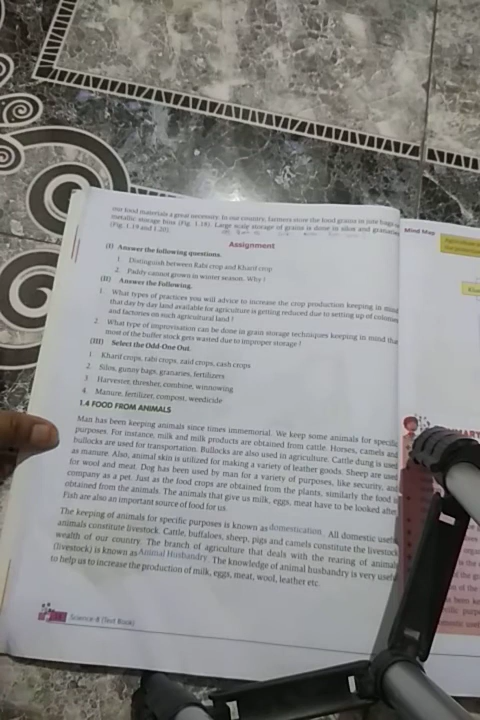 our food materials a great necessity. In our country, farmers store the food grains in jute bags or
metallic storage bins (Fig. 1.18). Large scale storage of grains is done in silos and granaries
(Fig. 1.19 and 1.20).
Assignment
(I) Answer the following questions.
1. Distinguish between Rabi crop and Kharif crop
2. Paddy cannot grown in winter season. Why ?
(II) Answer the Following.
1. What types of practices you will advice to increase the crop production keeping in mind
that day by day land available for agriculture is getting reduced due to setting up of colonies
and factories on such agricultural land ?
2. What type of improvisation can be done in grain storage techniques keeping in mind that
most of the buffer stock gets wasted due to improper storage ?
(III) Select the Odd-One Out.
1. Kharif crops, rabi crops, zaid crops, cash crops
2. Silos, gunny bags, granaries, fertilizers
3. Harvester, thresher, combine, winnowing
4. Manure, fertilizer, compost, weedicide
1.4 FOOD FROM ANIMALS
Man has been keeping animals since times immemorial. We keep some animals for specific
purposes. For instance, milk and milk products are obtained from cattle. Horses, camels and
bullocks are used for transportation. Bullocks are also used in agriculture. Cattle dung is used
as manure. Also, animal skin is utilized for making a variety of leather goods. Sheep are used
for wool and meat. Dog has been used by man for a variety of purposes, like security, and
company as a pet. Just as the food crops are obtained from the plants, similarly the food is
obtained from the animals. The animals that give us milk, eggs, meat have to be looked after.
Fish are also an important source of food for us.
The keeping of animals for specific purposes is known as domestication. All domestic useful
animals constitute livestock. Cattle, buffaloes, sheep, pigs and camels constitute the livestock
wealth of our country. The branch of agriculture that deals with the rearing of animals
(livestock) is known as Animal Husbandry. The knowledge of animal husbandry is very useful
to help us to increase the production of milk, eggs, meat, wool, leather etc.
Science-8 (Text Book)
Mind Map